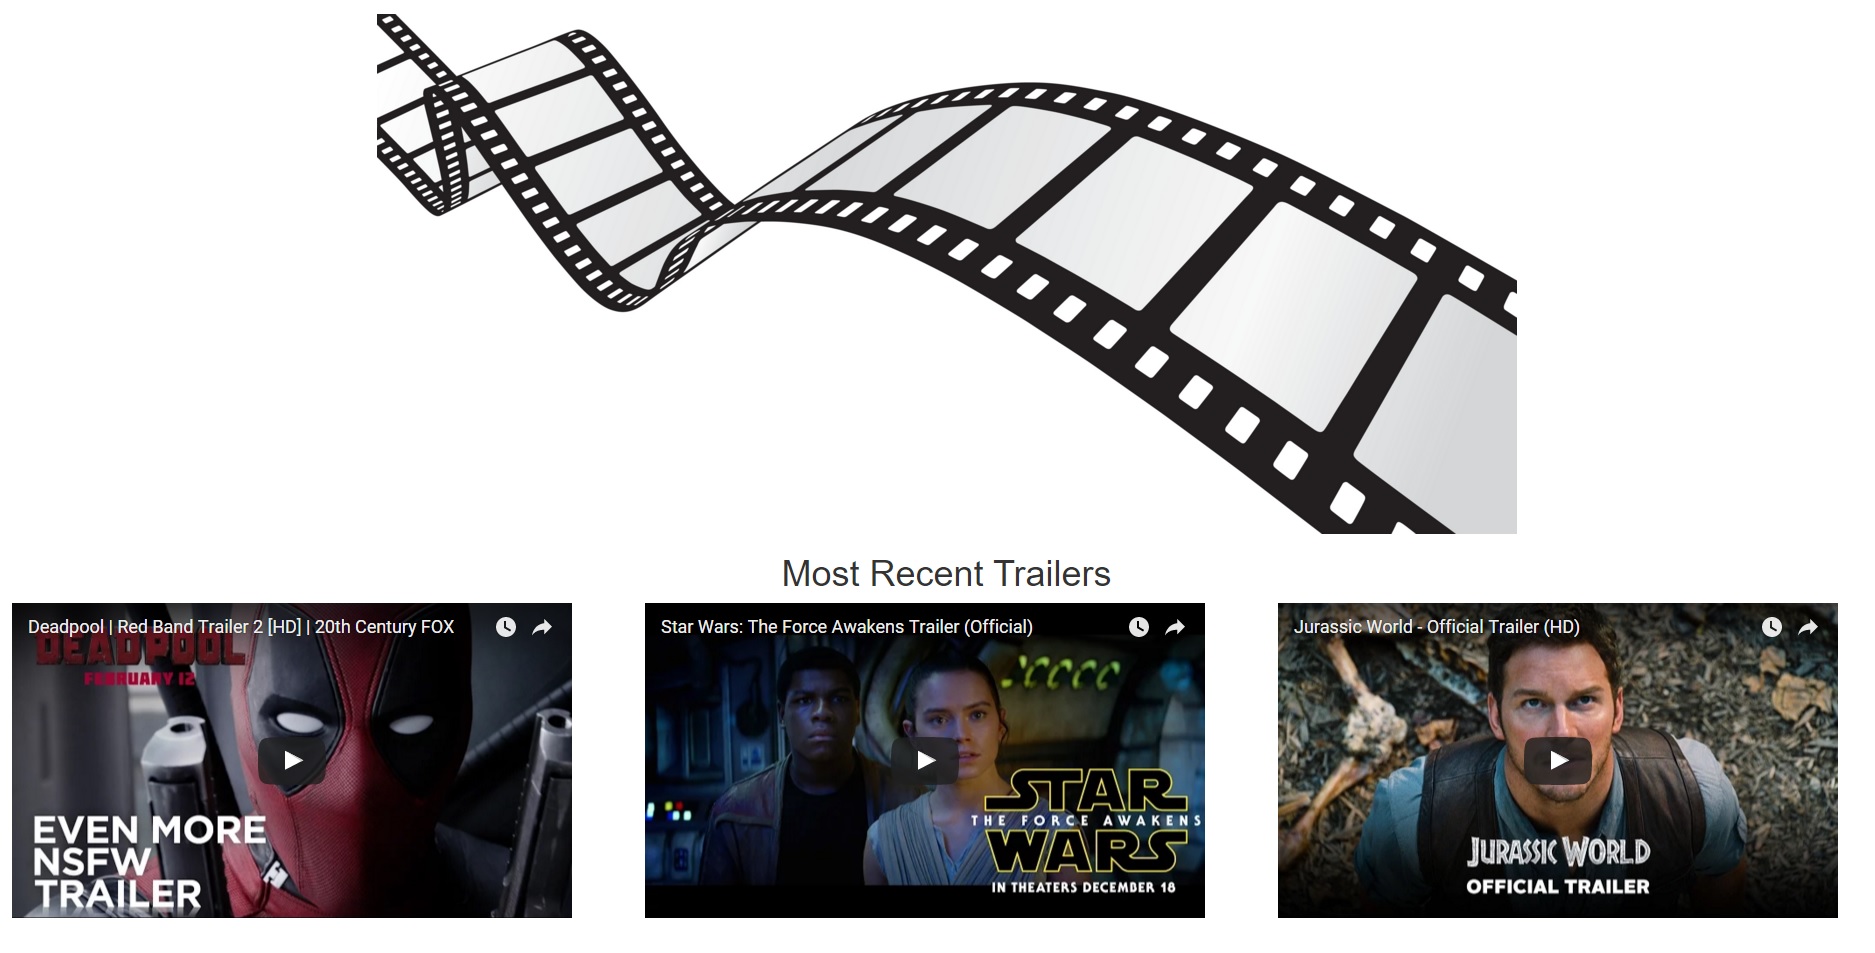 Most Recent Trailers
Deadpool | Red Band Trailer 2 [HD] | 20th Century FOX
DEADPOOL
FEBRUARY 12
EVEN MORE
NSFW
TRAILER
Star Wars: The Force Awakens Trailer (Official)
STAR
THE FORCE AWAKENS
WARS
IN THEATERS DECEMBER 18
Jurassic World - Official Trailer (HD)
JURASSIC WORLD
OFFICIAL TRAILER